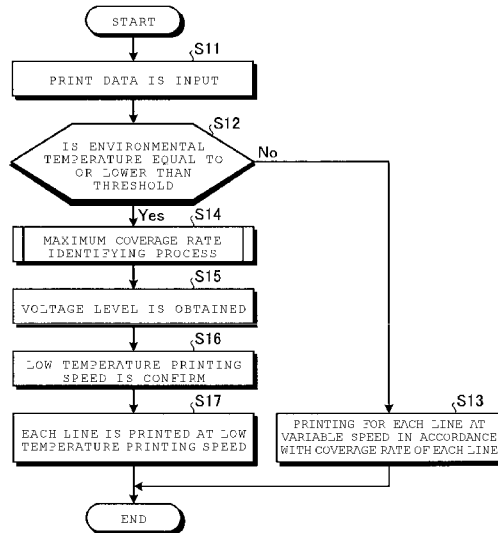 START
S11
PRINT DATA IS INPUT
S12
IS ENVIRONMENTAL
TEMPERATURE EQUAL TO
OR LOWER THAN
THRESHOLD
No
Yes
S14
MAXIMUM COVERAGE RATE
IDENTIFYING PROCESS
S15
VOLTAGE LEVEL IS OBTAINED
S16
LOW TEMPERATURE PRINTING
SPEED IS CONFIRM
S17
EACH LINE IS PRINTED AT LOW
TEMPERATURE PRINTING SPEED
S13
PRINTING FOR EACH LINE AT
VARIABLE SPEED IN ACCORDANCE
WITH COVERAGE RATE OF EACH LINE
END